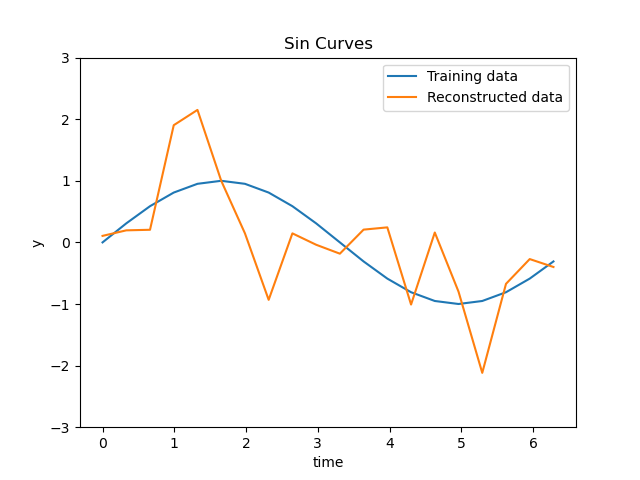 Sin Curves
Training data
Reconstructed data
3
2
1
0
−1
−2
−3
y
0 1 2 3 4 5 6
time